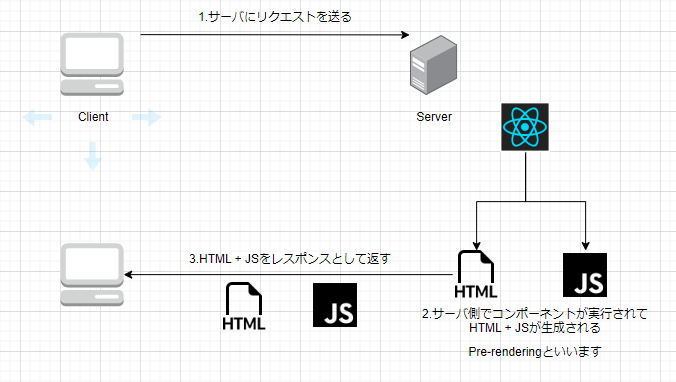 1.サーバにリクエストを送る
Client
Server
3.HTML + JSをレスポンスとして返す
HTML
JS
HTML
JS
2.サーバ側でコンポーネントが実行されて
HTML + JSが生成される
Pre-renderingといいます